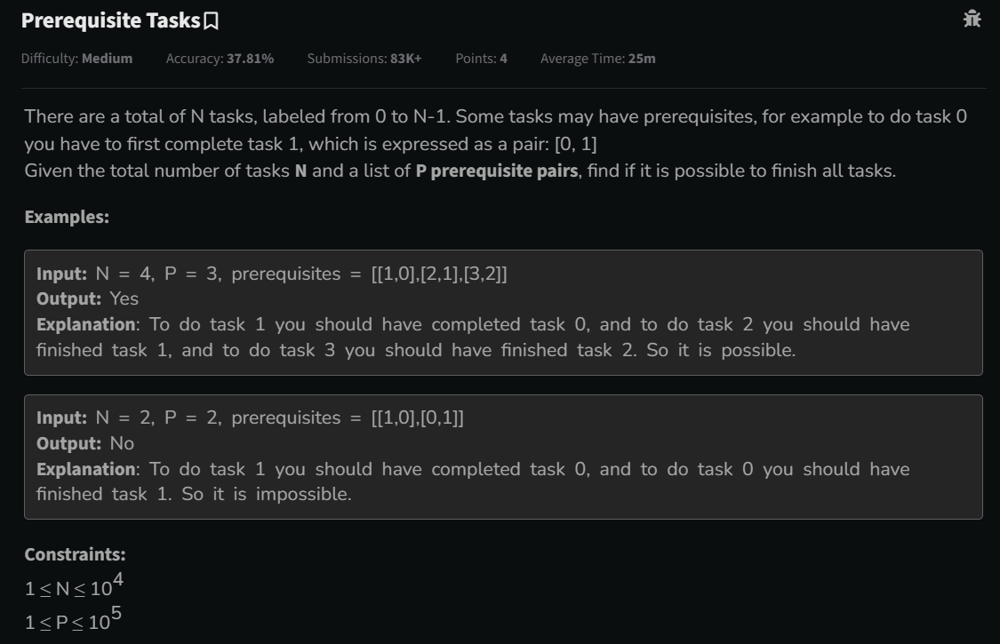 Prerequisite Tasks
Difficulty: Medium Accuracy: 37.81% Submissions: 83K+ Points: 4 Average Time: 25m
There are a total of N tasks, labeled from 0 to N-1. Some tasks may have prerequisites, for example to do task 0
you have to first complete task 1, which is expressed as a pair: [0, 1]
Given the total number of tasks N and a list of P prerequisite pairs, find if it is possible to finish all tasks.
Examples:
Input: N = 4, P = 3, prerequisites = [[1,0],[2,1],[3,2]]
Output: Yes
Explanation: To do task 1 you should have completed task 0, and to do task 2 you should have
finished task 1, and to do task 3 you should have finished task 2. So it is possible.
Input: N = 2, P = 2, prerequisites = [[1,0],[0,1]]
Output: No
Explanation: To do task 1 you should have completed task 0, and to do task 0 you should have
finished task 1. So it is impossible.
Constraints:
1 ≤ N ≤ 10^4
1 ≤ P ≤ 10^5